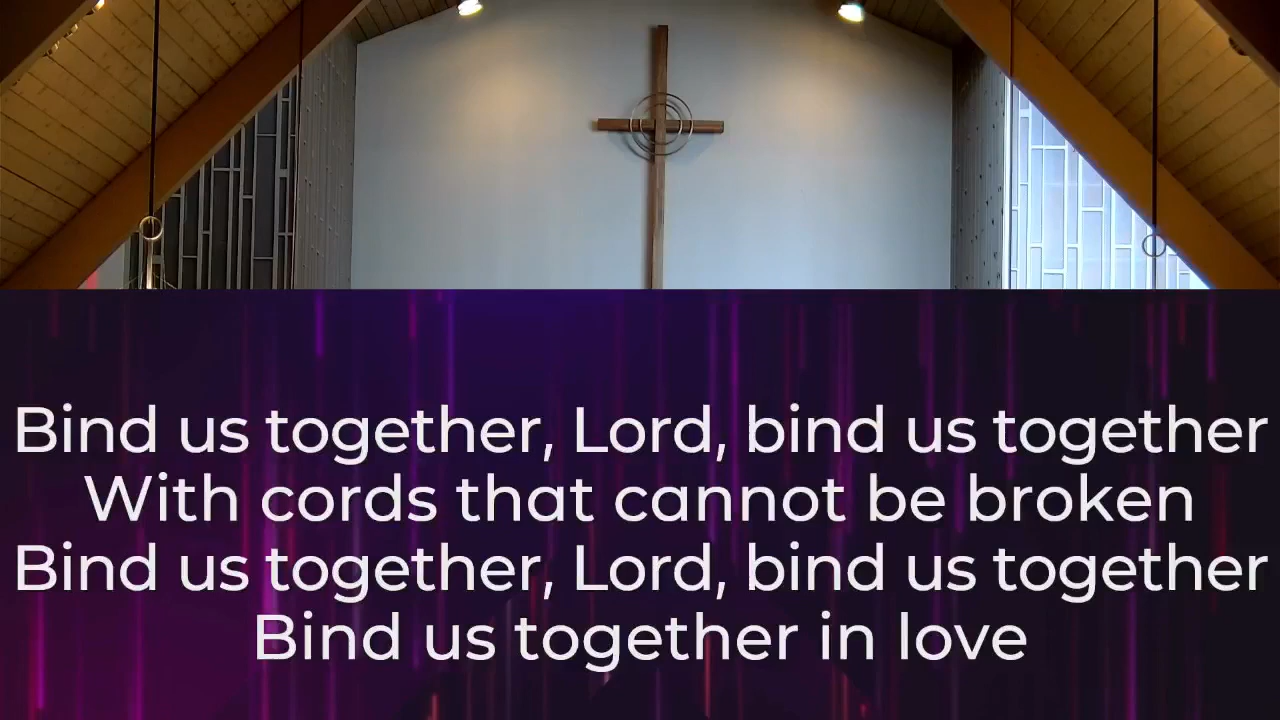 Bind us together, Lord, bind us together
With cords that cannot be broken
Bind us together, Lord, bind us together
Bind us together in love